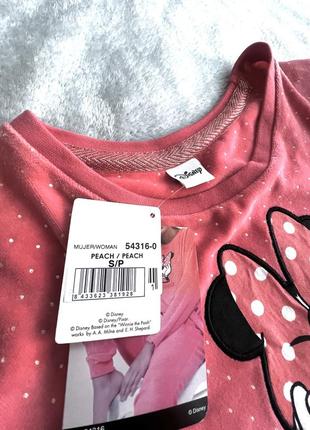 Disney
MUJER/WOMAN 54316-0
PEACH / PEACH
S/P
8 433623 381928
© Disney
© Disney/Pixar.
© Disney Based on the "Winnie the Pooh"
works by A.A. Milne and E.H. Shepard
54316
© Disney